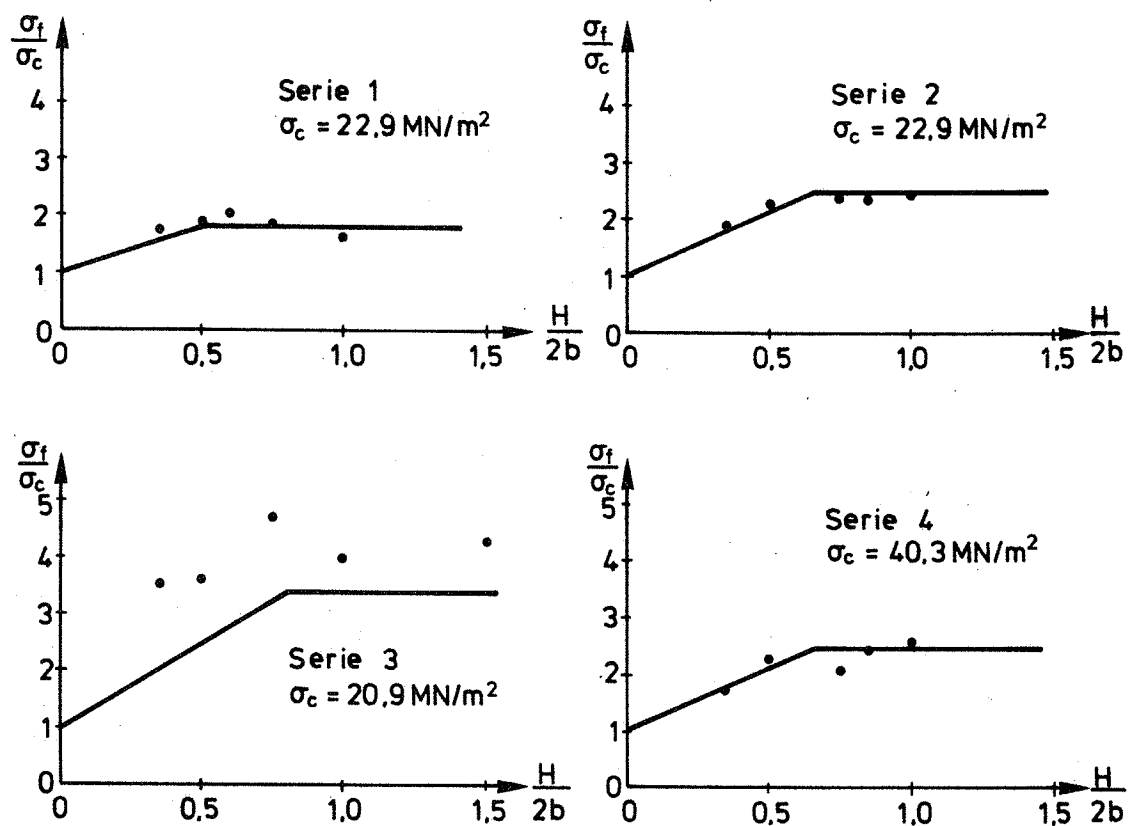 σf/σc
4
3
2
1
0
Serie 1
σc = 22,9 MN/m²
0 0,5 1,0 1,5
H/2b
σf/σc
4
3
2
1
0
Serie 2
σc = 22,9 MN/m²
0 0,5 1,0 1,5
H/2b
σf/σc
5
4
3
2
1
0
Serie 3
σc = 20,9 MN/m²
0 0,5 1,0 1,5
H/2b
σf/σc
5
4
3
2
1
0
Serie 4
σc = 40,3 MN/m²
0 0,5 1,0 1,5
H/2b